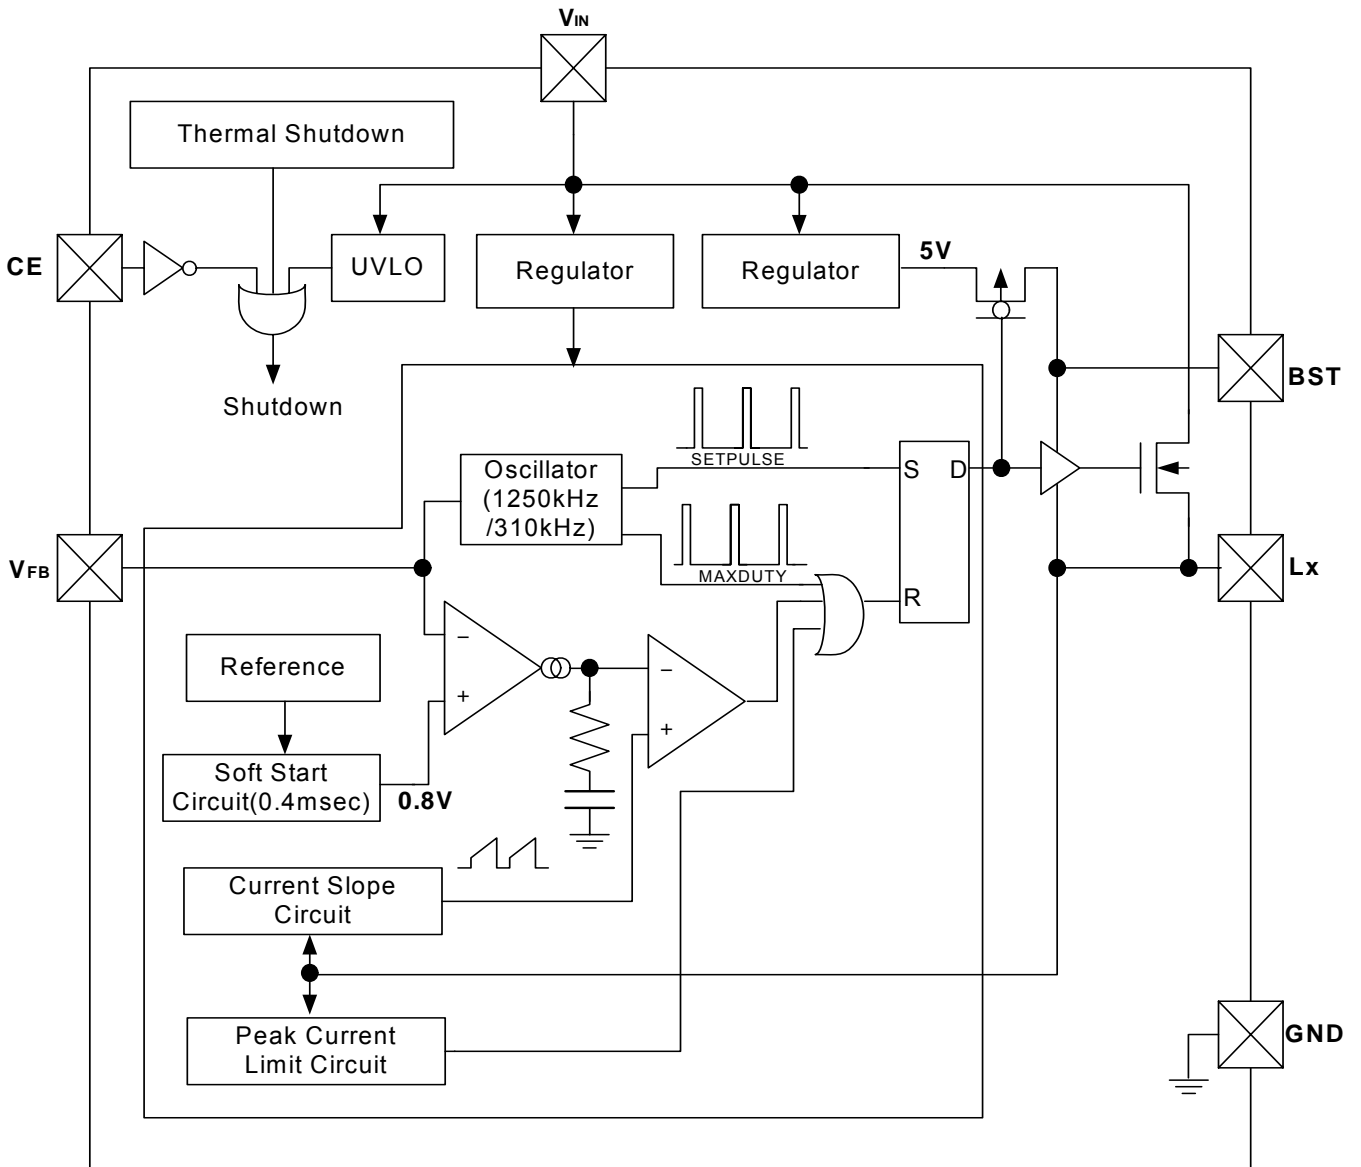 VIN
Thermal Shutdown
CE
UVLO
Regulator
Regulator
5V
BST
Shutdown
SETPULSE
Oscillator
(1250kHz
/310kHz)
S D
MAXDUTY
VFB
Lx
R
−
+
Reference
−
+
Soft Start
Circuit(0.4msec)
0.8V
Current Slope
Circuit
Peak Current
Limit Circuit
GND